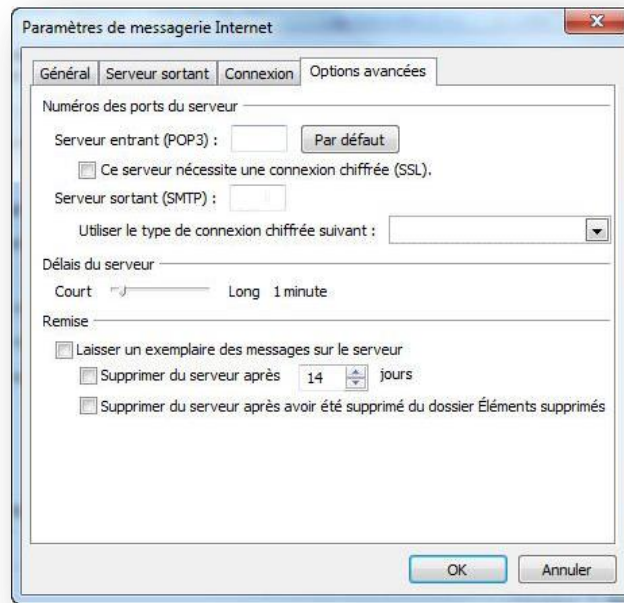 Paramètres de messagerie Internet
Général Serveur sortant Connexion Options avancées
Numéros des ports du serveur
Serveur entrant (POP3) : Par défaut
Ce serveur nécessite une connexion chiffrée (SSL).
Serveur sortant (SMTP) :
Utiliser le type de connexion chiffrée suivant :
Délais du serveur
Court Long 1 minute
Remise
Laisser un exemplaire des messages sur le serveur
Supprimer du serveur après 14 jours
Supprimer du serveur après avoir été supprimé du dossier Éléments supprimés
OK Annuler